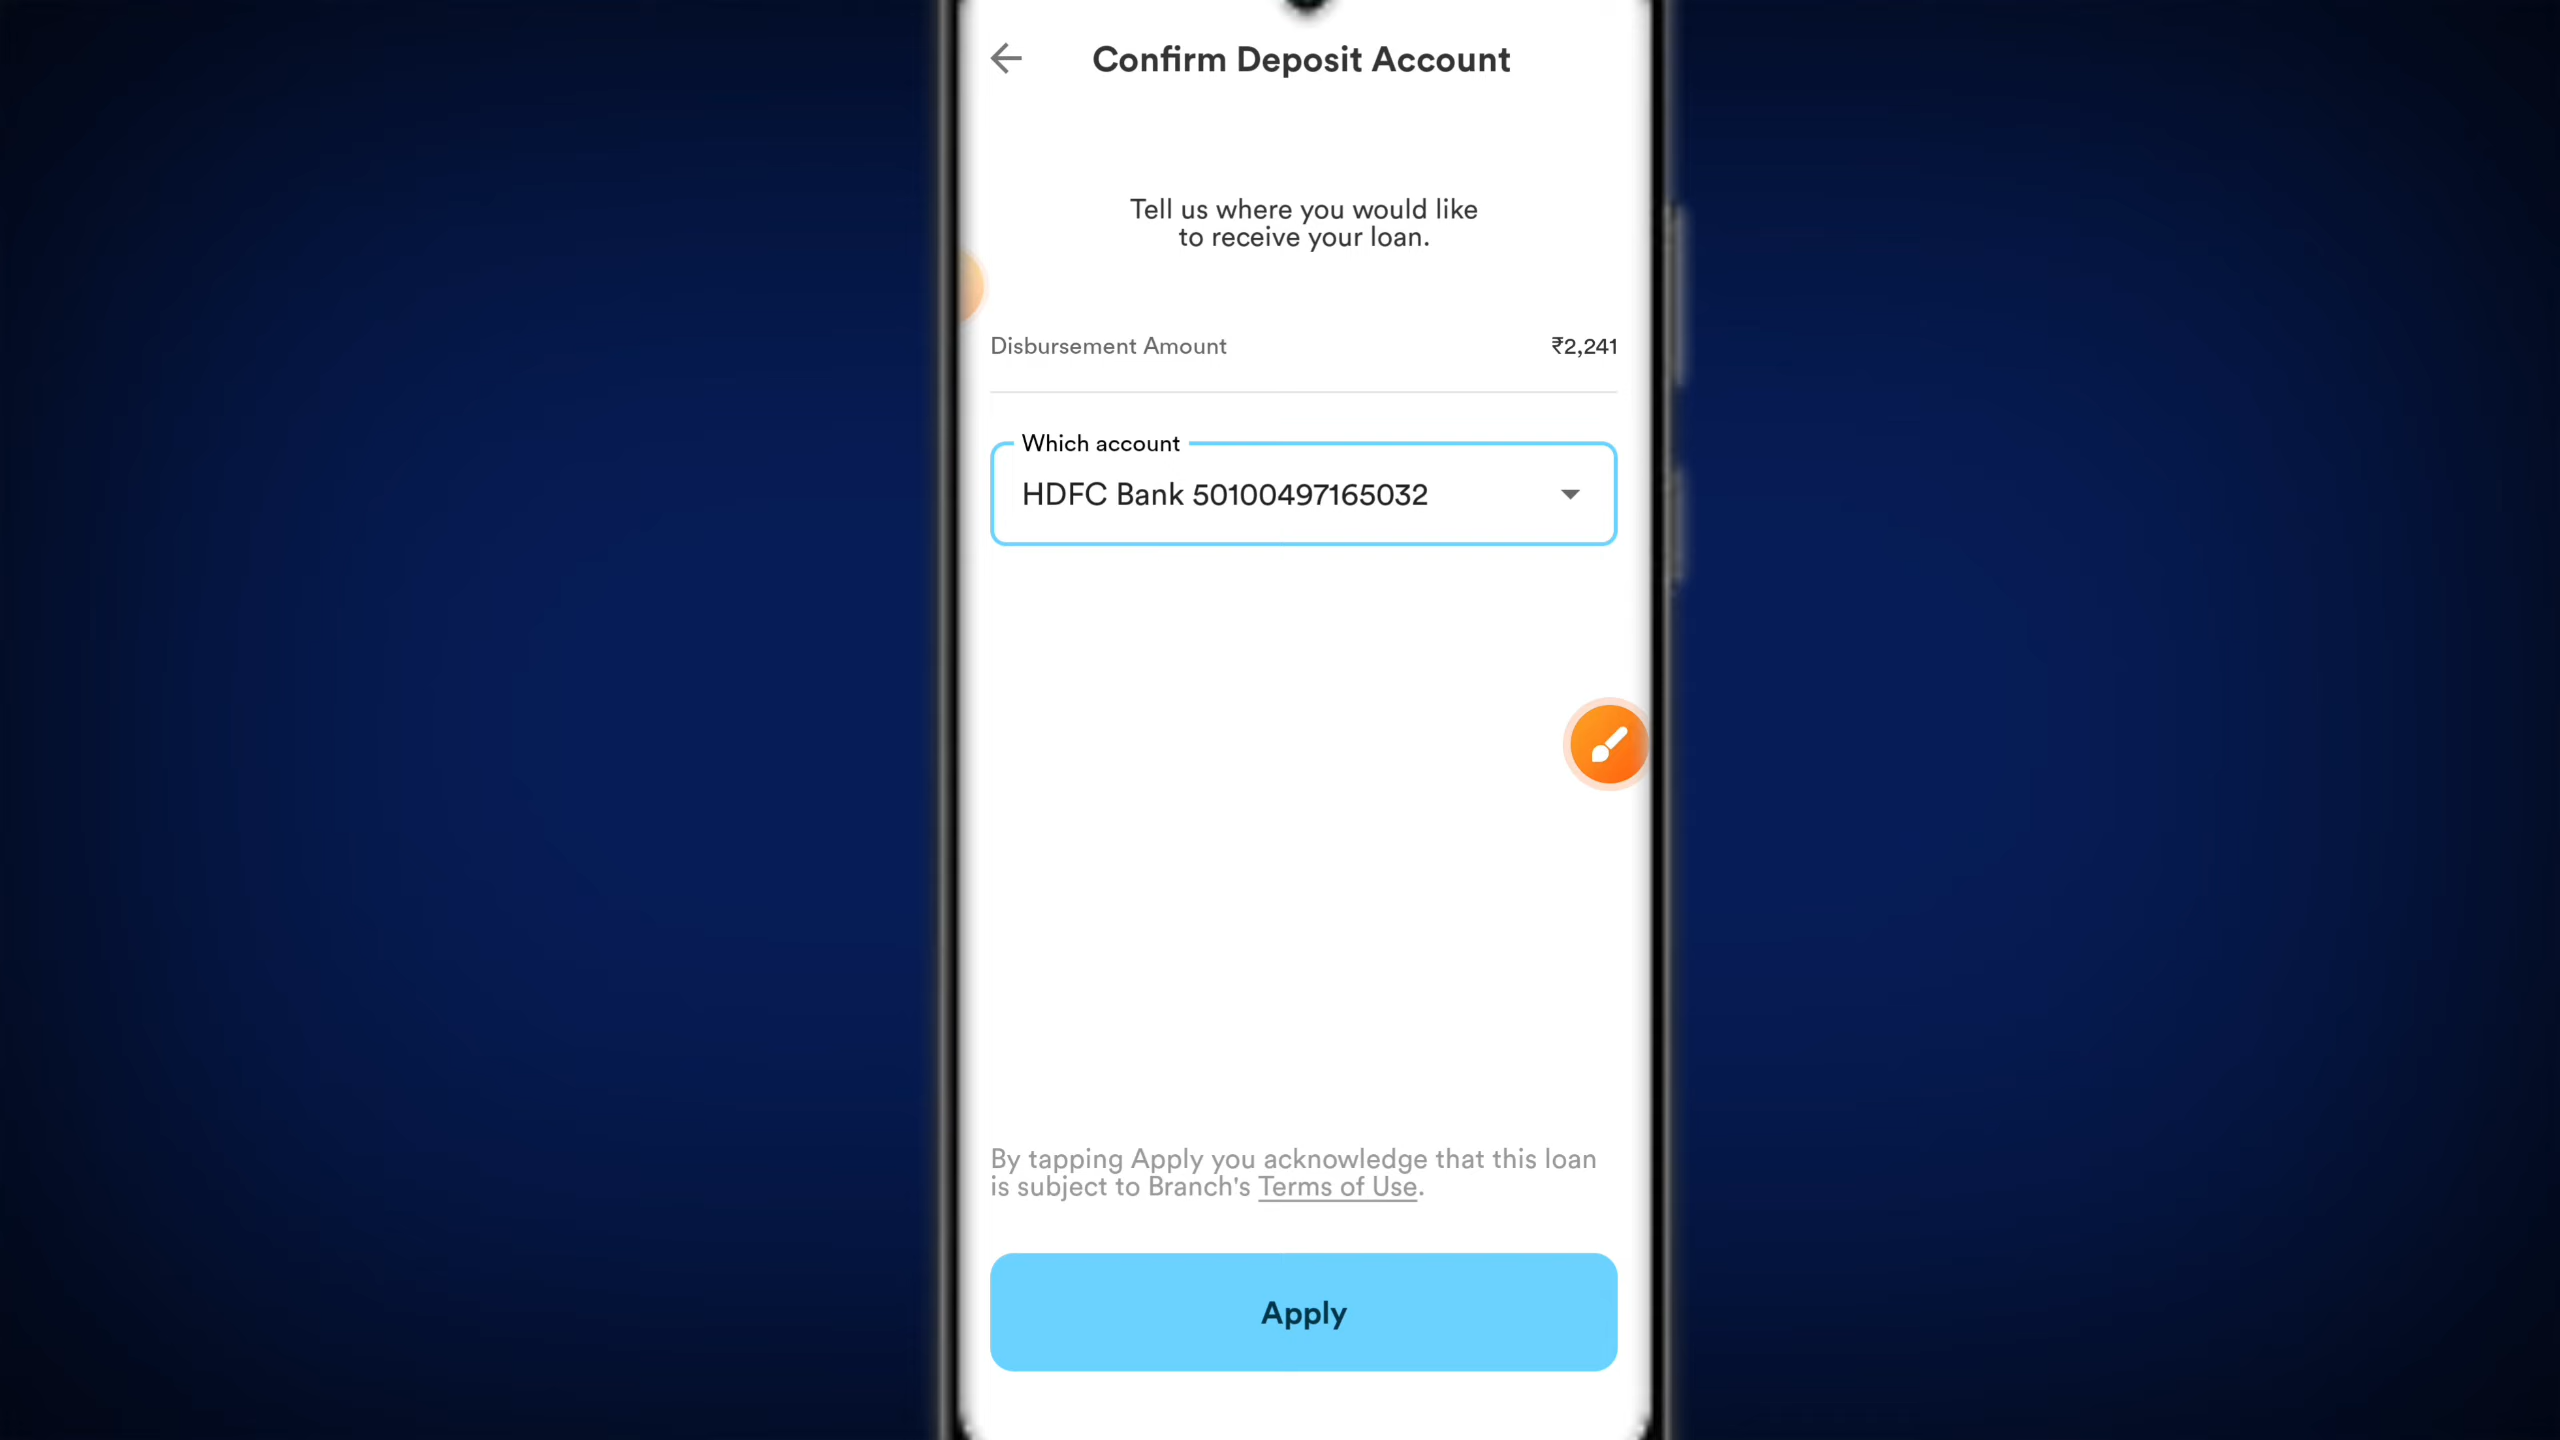 Confirm Deposit Account
Tell us where you would like
to receive your loan.
Disbursement Amount ₹2,241
Which account
HDFC Bank 50100497165032
By tapping Apply you acknowledge that this loan
is subject to Branch's Terms of Use.
Apply